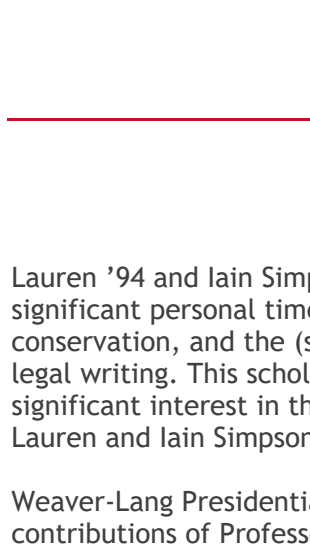 Lauren ’94 and Iain
significant personal
conservation, and the
legal writing. This
significant interest in
Lauren and Iain Simpson
Weaver-Lang
contributions of